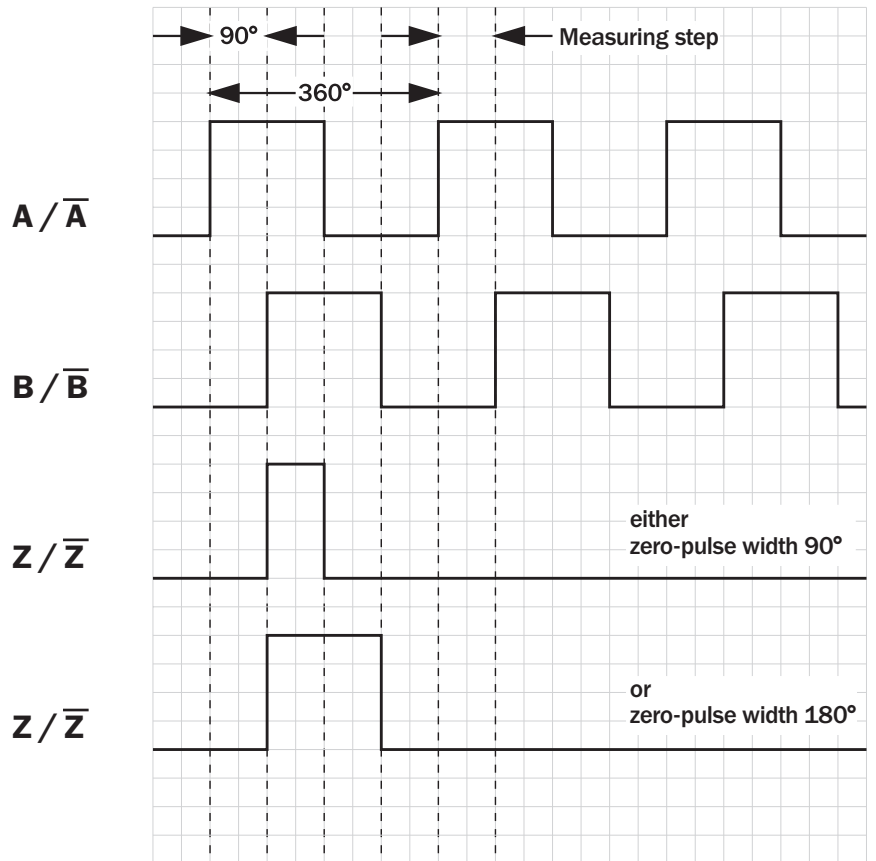 90°
Measuring step
360°
A / A̅
B / B̅
either
zero-pulse width 90°
Z / Z̅
or
zero-pulse width 180°
Z / Z̅